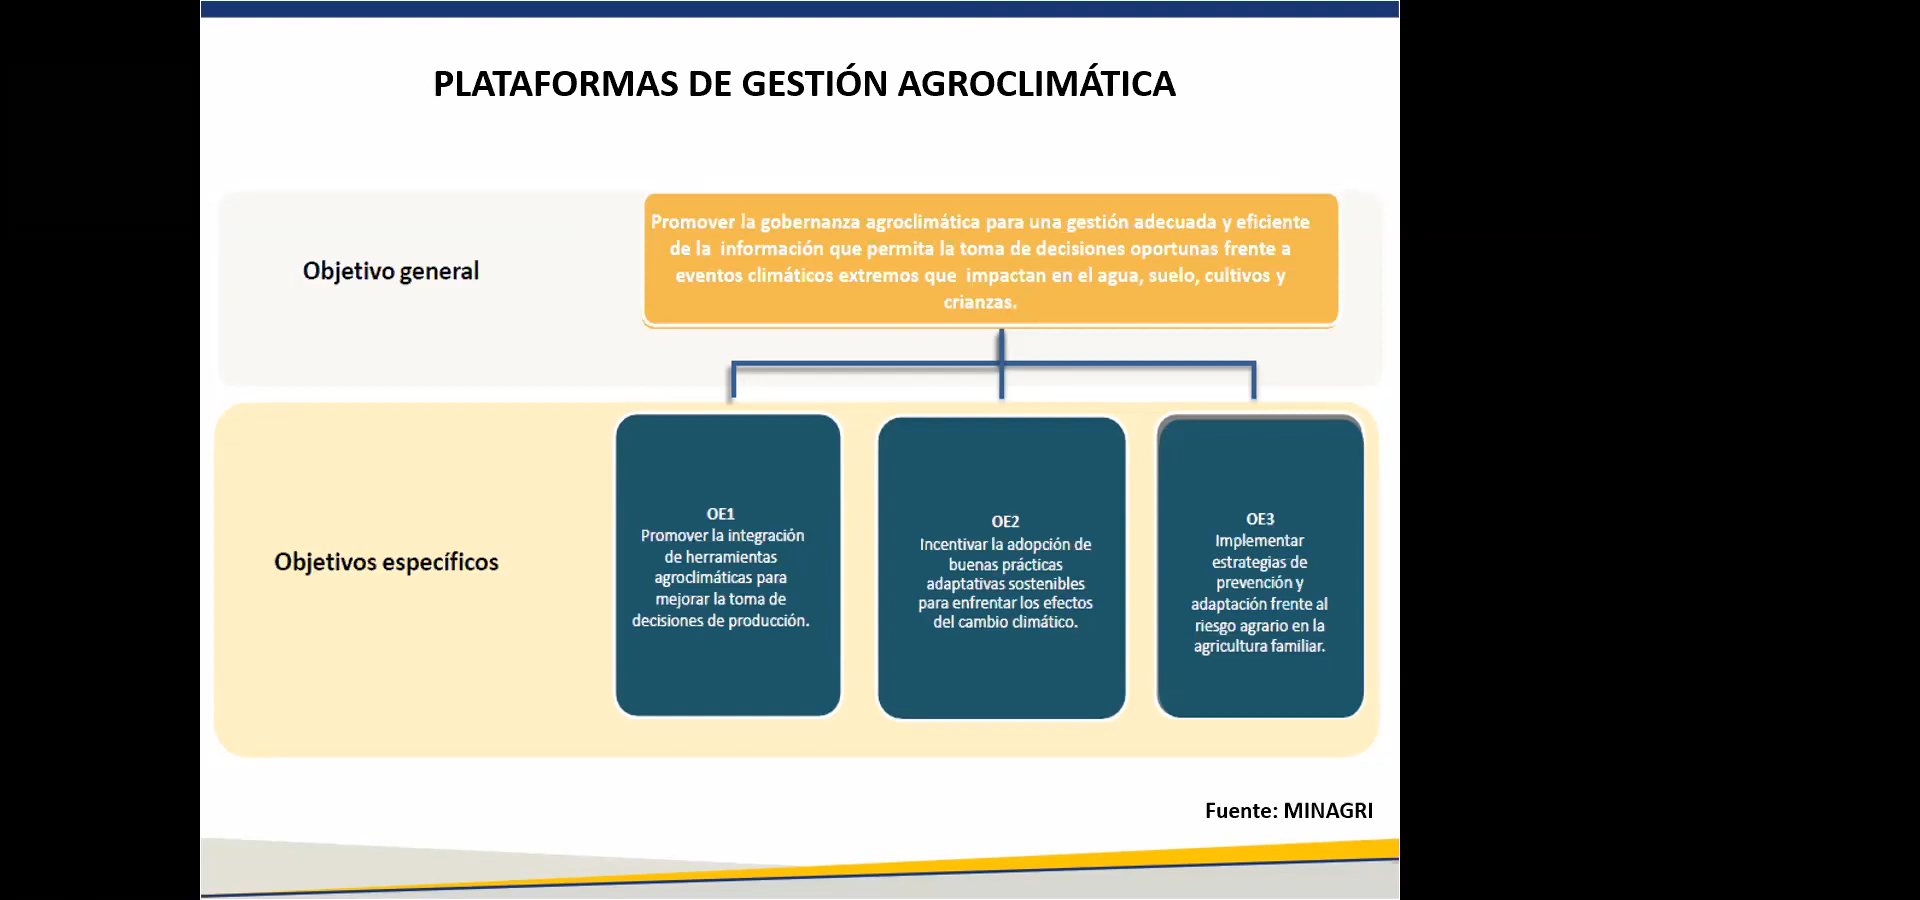 PLATAFORMAS DE GESTIÓN AGROCLIMÁTICA
Objetivo general
Promover la gobernanza agroclimática para una gestión adecuada y eficiente
de la información que permita la toma de decisiones oportunas frente a
eventos climáticos extremos que impactan en el agua, suelo, cultivos y
crianzas.
Objetivos específicos
OE1
Promover la integración
de herramientas
agroclimáticas para
mejorar la toma de
decisiones de producción.
OE2
Incentivar la adopción de
buenas prácticas
adaptativas sostenibles
para enfrentar los efectos
del cambio climático.
OE3
Implementar
estrategias de
prevención y
adaptación frente al
riesgo agrario en la
agricultura familiar.
Fuente: MINAGRI